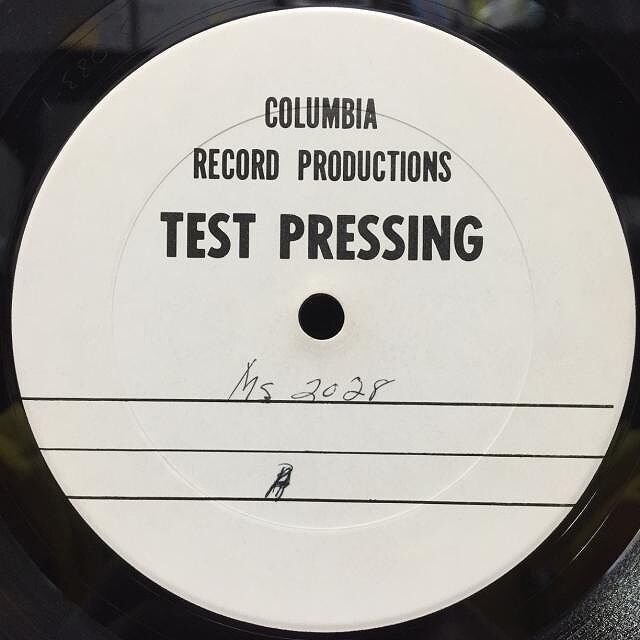 COLUMBIA
RECORD PRODUCTIONS
TEST PRESSING
Ms 2028
A